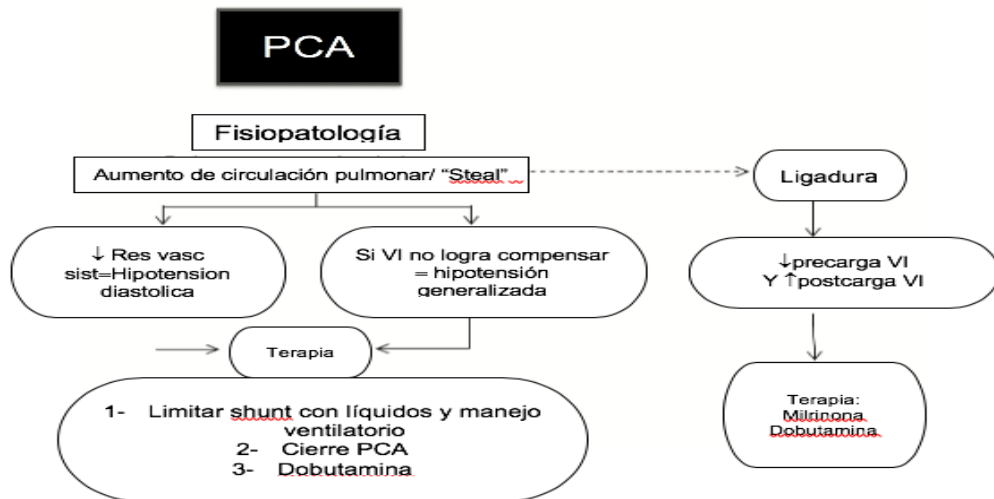 PCA
Fisiopatología
Aumento de circulación pulmonar/ “Steal”
Ligadura
↓ Res vasc
sist=Hipotension
diastolica
Si VI no logra compensar
= hipotensión
generalizada
↓precarga VI
Y ↑postcarga VI
Terapia
1- Limitar shunt con líquidos y manejo
ventilatorio
2- Cierre PCA
3- Dobutamina
Terapia:
Milrinona
Dobutamina